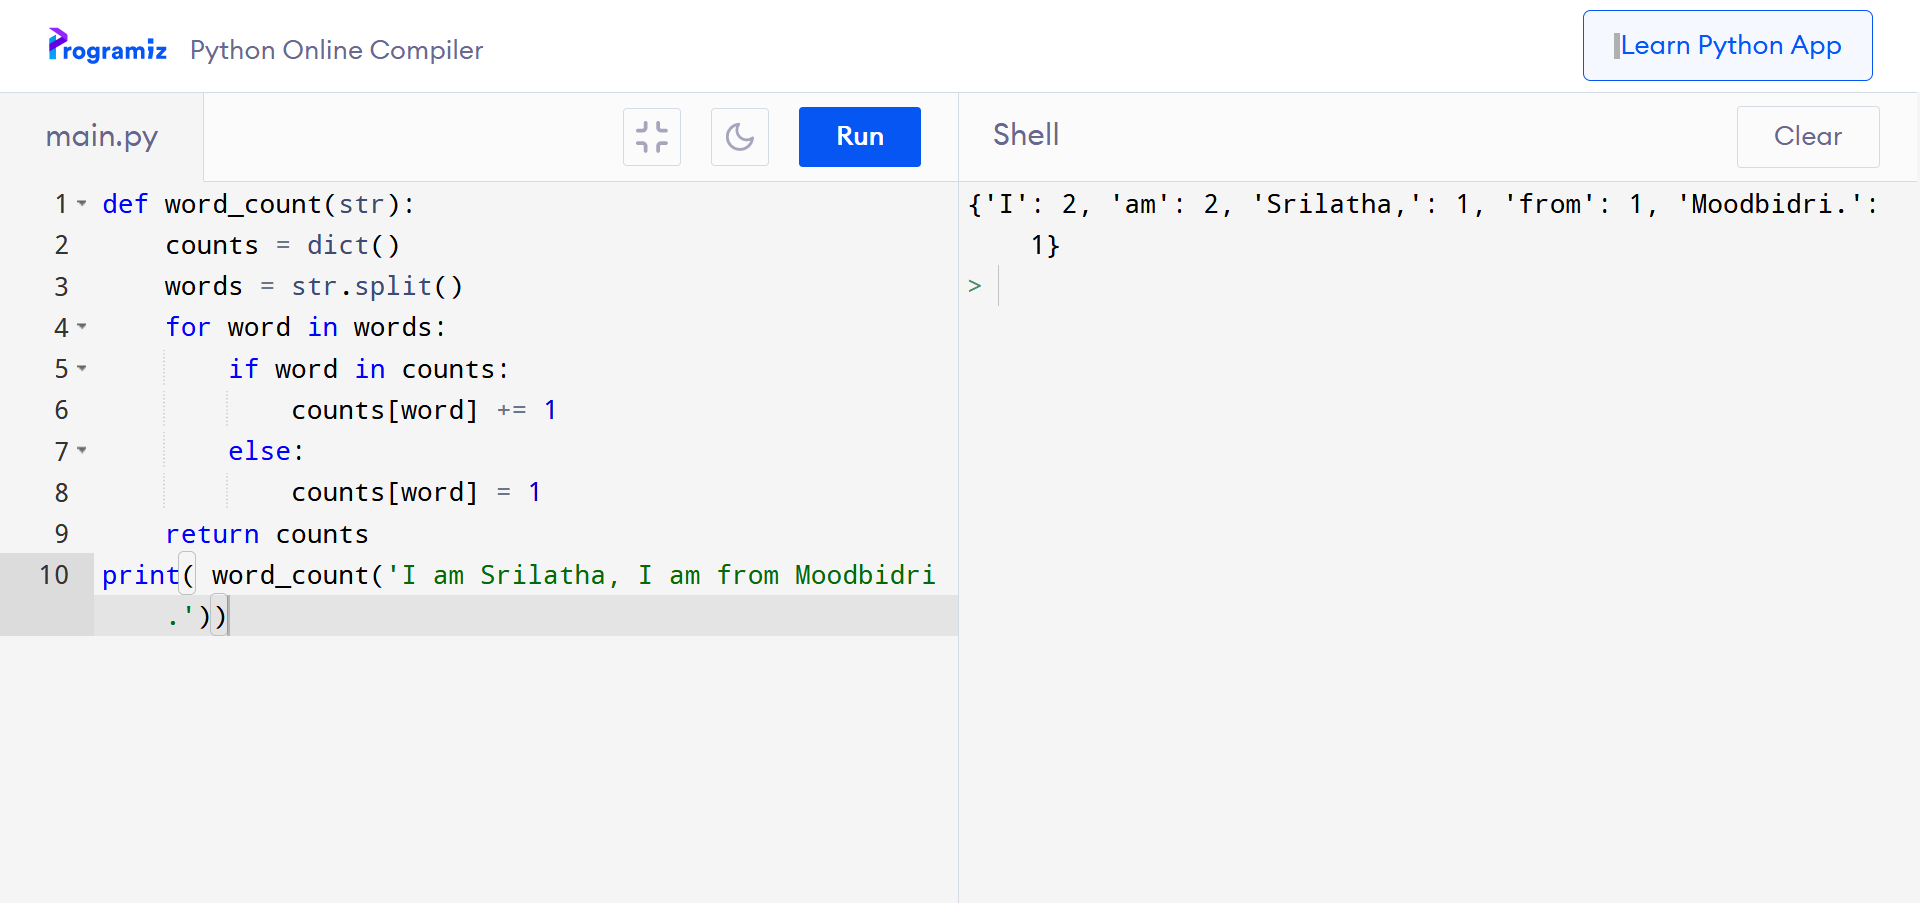 Programiz Python Online Compiler
Learn Python App
main.py
Run
Shell
Clear
1 def word_count(str):
2     counts = dict()
3     words = str.split()
4     for word in words:
5         if word in counts:
6             counts[word] += 1
7         else:
8             counts[word] = 1
9     return counts
10 print( word_count('I am Srilatha, I am from Moodbidri
    .'))
{'I': 2, 'am': 2, 'Srilatha,': 1, 'from': 1, 'Moodbidri.':
    1}
>